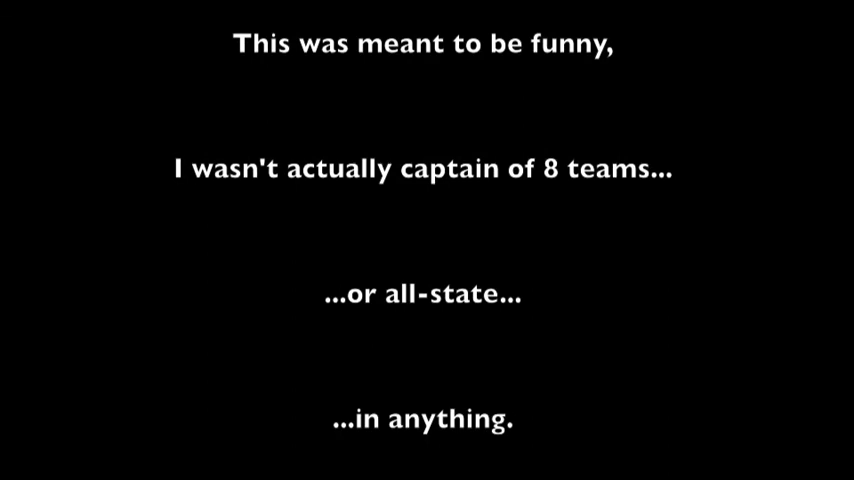 This was meant to be funny,
I wasn't actually captain of 8 teams...
...or all-state...
...in anything.